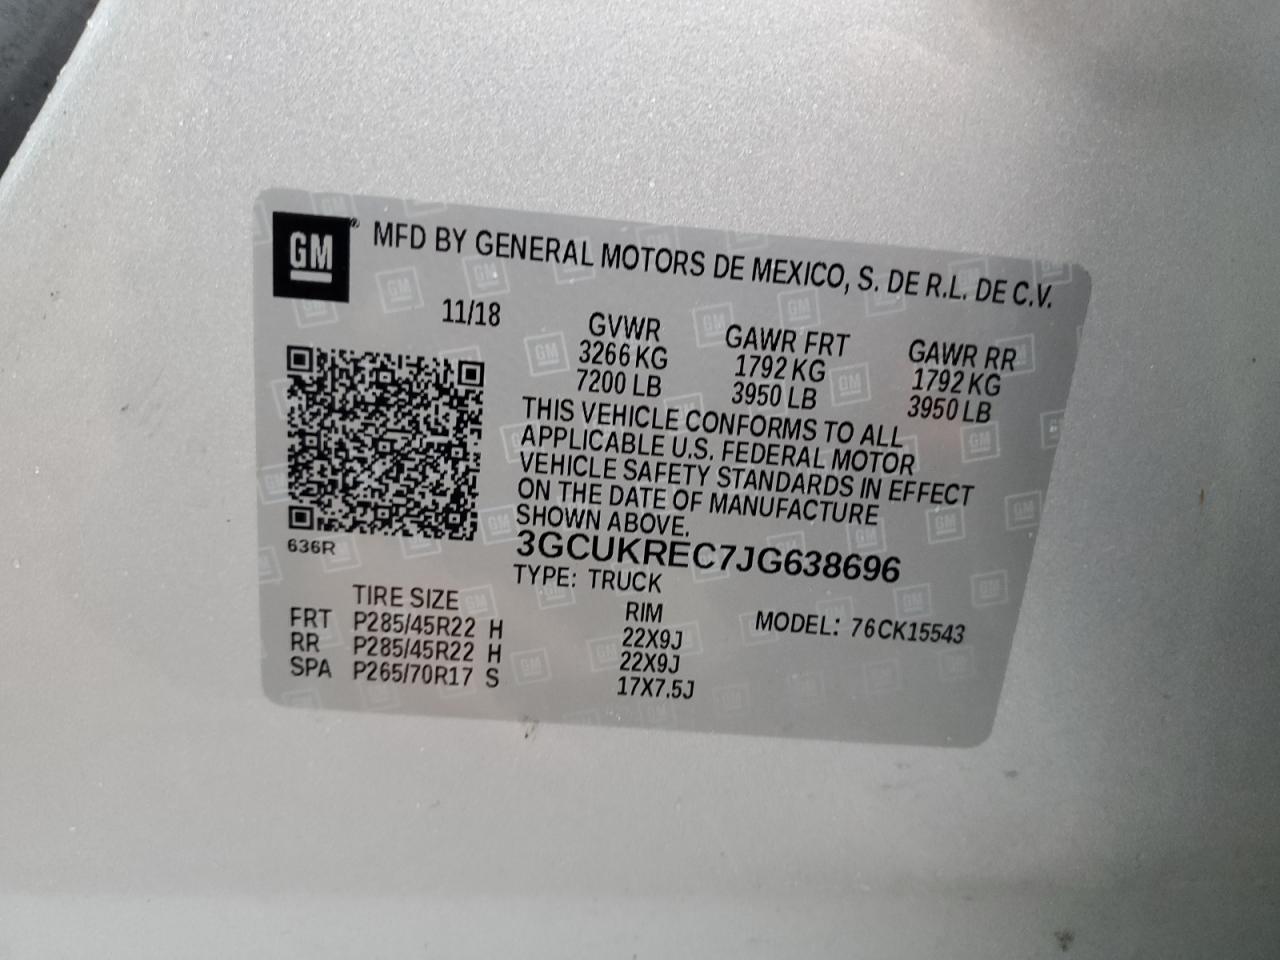 GM ® MFD BY GENERAL MOTORS DE MEXICO, S. DE R.L. DE C.V.
11/18 GVWR GAWR FRT GAWR RR
3266 KG 1792 KG 1792 KG
7200 LB 3950 LB 3950 LB
THIS VEHICLE CONFORMS TO ALL
APPLICABLE U.S. FEDERAL MOTOR
VEHICLE SAFETY STANDARDS IN EFFECT
ON THE DATE OF MANUFACTURE
SHOWN ABOVE.
636R
3GCUKREC7JG638696
TYPE: TRUCK
TIRE SIZE RIM MODEL: 76CK15543
FRT P285/45R22 H 22X9J
RR P285/45R22 H 22X9J
SPA P265/70R17 S 17X7.5J